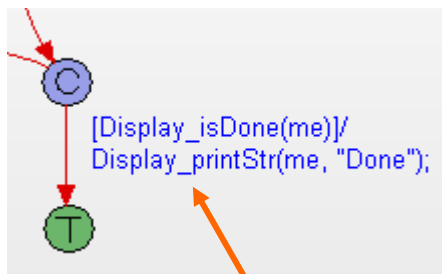 C
[Display_isDone(me)]/
Display_printStr(me, "Done");
T